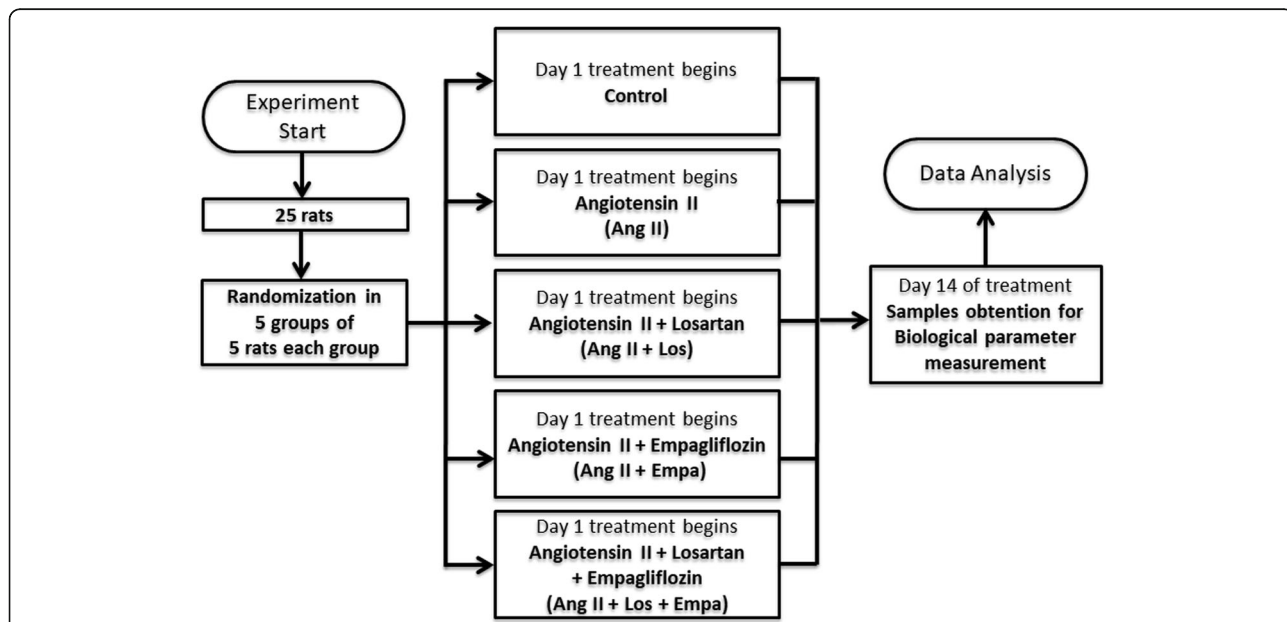 Experiment
Start
25 rats
Randomization in
5 groups of
5 rats each group
Day 1 treatment begins
Control
Day 1 treatment begins
Angiotensin II
(Ang II)
Day 1 treatment begins
Angiotensin II + Losartan
(Ang II + Los)
Day 1 treatment begins
Angiotensin II + Empagliflozin
(Ang II + Empa)
Day 1 treatment begins
Angiotensin II + Losartan
+ Empagliflozin
(Ang II + Los + Empa)
Day 14 of treatment
Samples obtention for
Biological parameter
measurement
Data Analysis